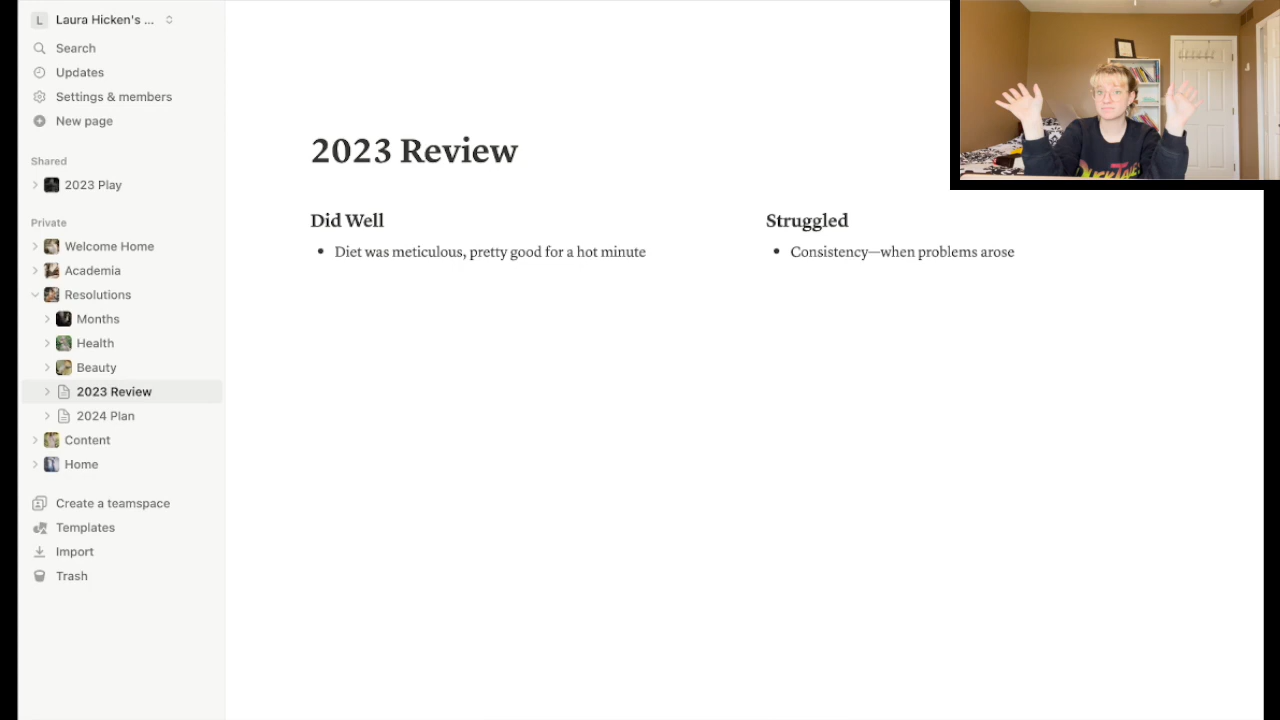 L Laura Hicken's ...
Search
Updates
Settings & members
New page
Shared
2023 Play
Private
Welcome Home
Academia
Resolutions
Months
Health
Beauty
2023 Review
2024 Plan
Content
Home
Create a teamspace
Templates
Import
Trash
2023 Review
Did Well
• Diet was meticulous, pretty good for a hot minute
Struggled
• Consistency—when problems arose